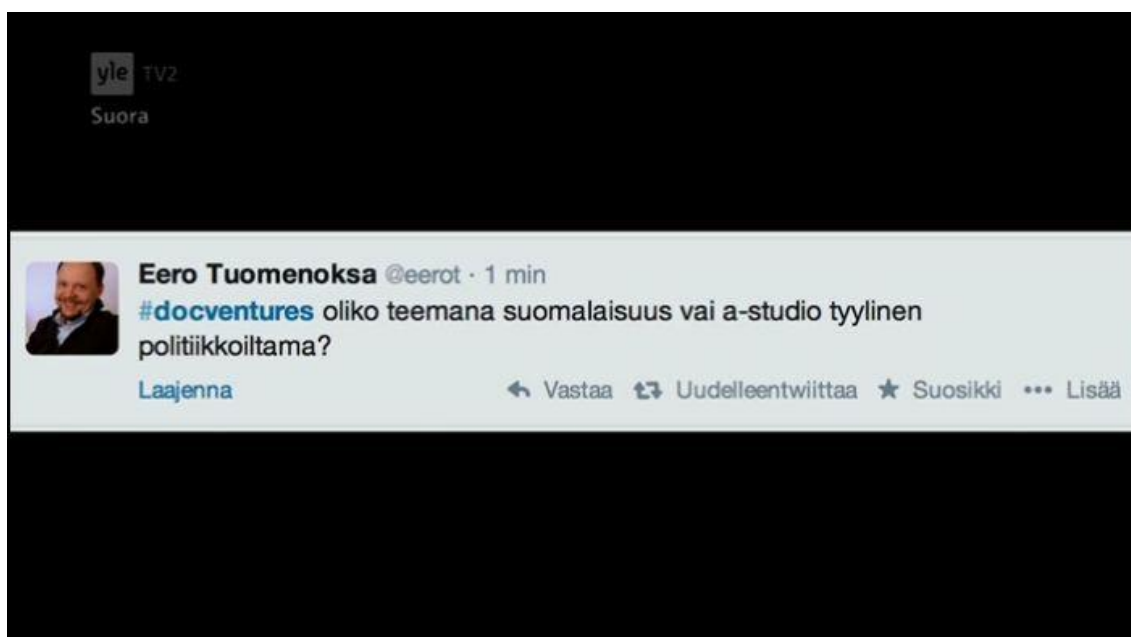 yle TV2
Suora
Eero Tuomenoksa @eerot · 1 min
#docventures oliko teemana suomalaisuus vai a-studio tyylinen
politiikkoiltama?
Laajenna Vastaa Uudelleentwiittaa Suosikki Lisää